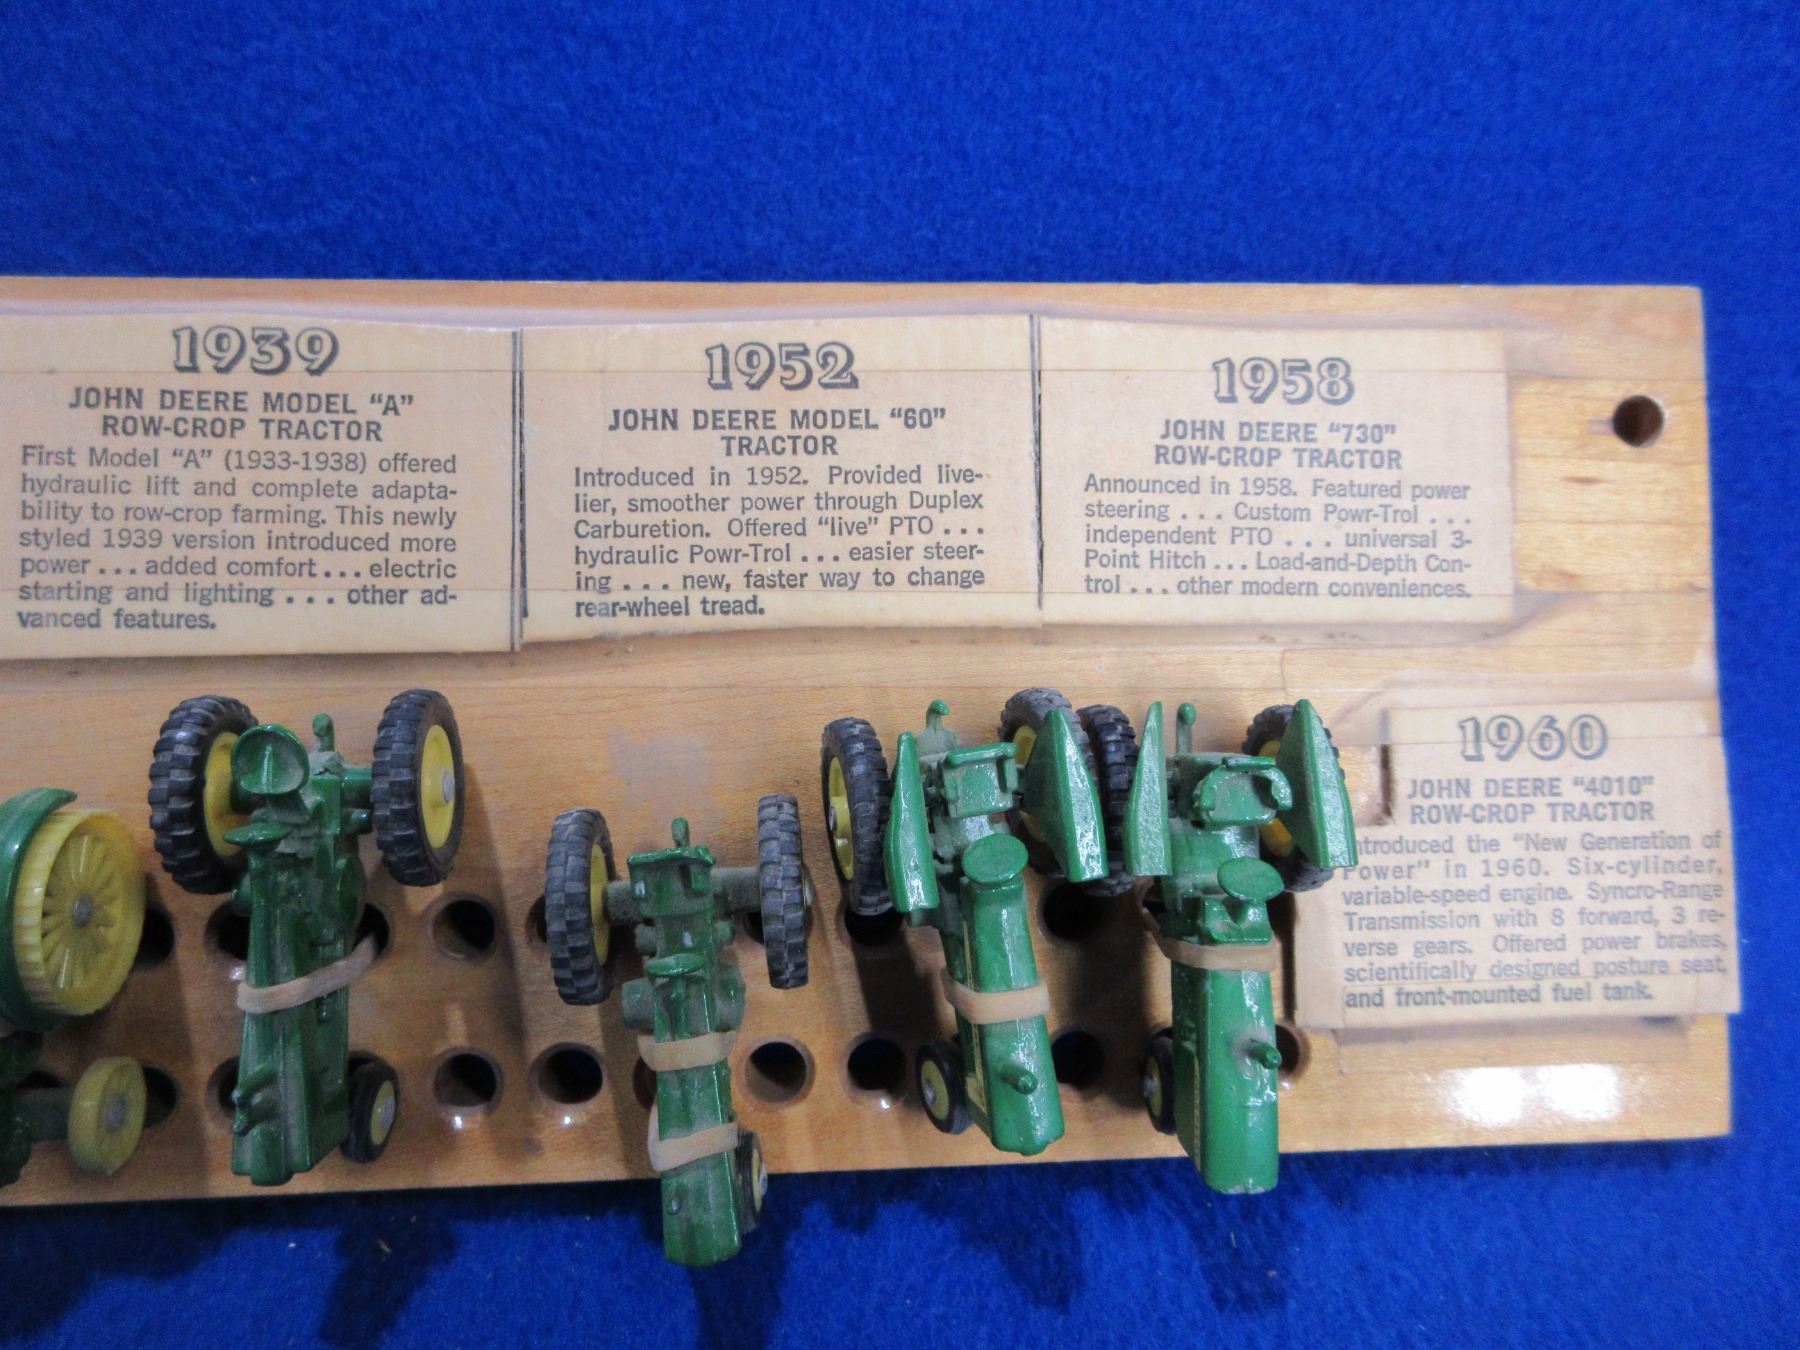 1939
JOHN DEERE MODEL “A”
ROW-CROP TRACTOR
First Model “A” (1933-1938) offered
hydraulic lift and complete adapta-
bility to row-crop farming. This newly
styled 1939 version introduced more
power ... added comfort ... electric
starting and lighting . . . other ad-
vanced features.
1952
JOHN DEERE MODEL “60”
TRACTOR
Introduced in 1952. Provided live-
lier, smoother power through Duplex
Carburetion. Offered “live” PTO . . .
hydraulic Powr-Trol ... easier steer-
ing . . . new, faster way to change
rear-wheel tread.
1958
JOHN DEERE “730”
ROW-CROP TRACTOR
Announced in 1958. Featured power
steering . . . Custom Powr-Trol . . .
independent PTO . . . universal 3-
Point Hitch ... Load-and-Depth Con-
trol ... other modern conveniences.
1960
JOHN DEERE “4010”
ROW-CROP TRACTOR
ntroduced the “New Generation of
Power” in 1960. Six-cylinder,
variable-speed engine. Syncro-Range
Transmission with 8 forward, 3 re-
verse gears. Offered power brakes,
scientifically designed posture seat,
and front-mounted fuel tank.